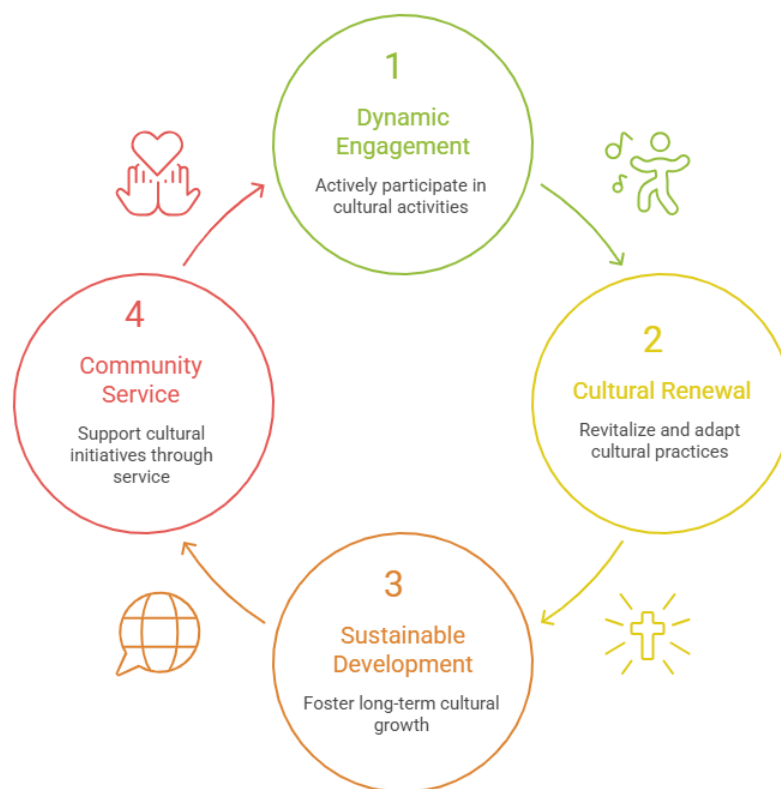 1
Dynamic
Engagement
Actively participate in
cultural activities
2
Cultural Renewal
Revitalize and adapt
cultural practices
3
Sustainable
Development
Foster long-term cultural
growth
4
Community
Service
Support cultural
initiatives through
service